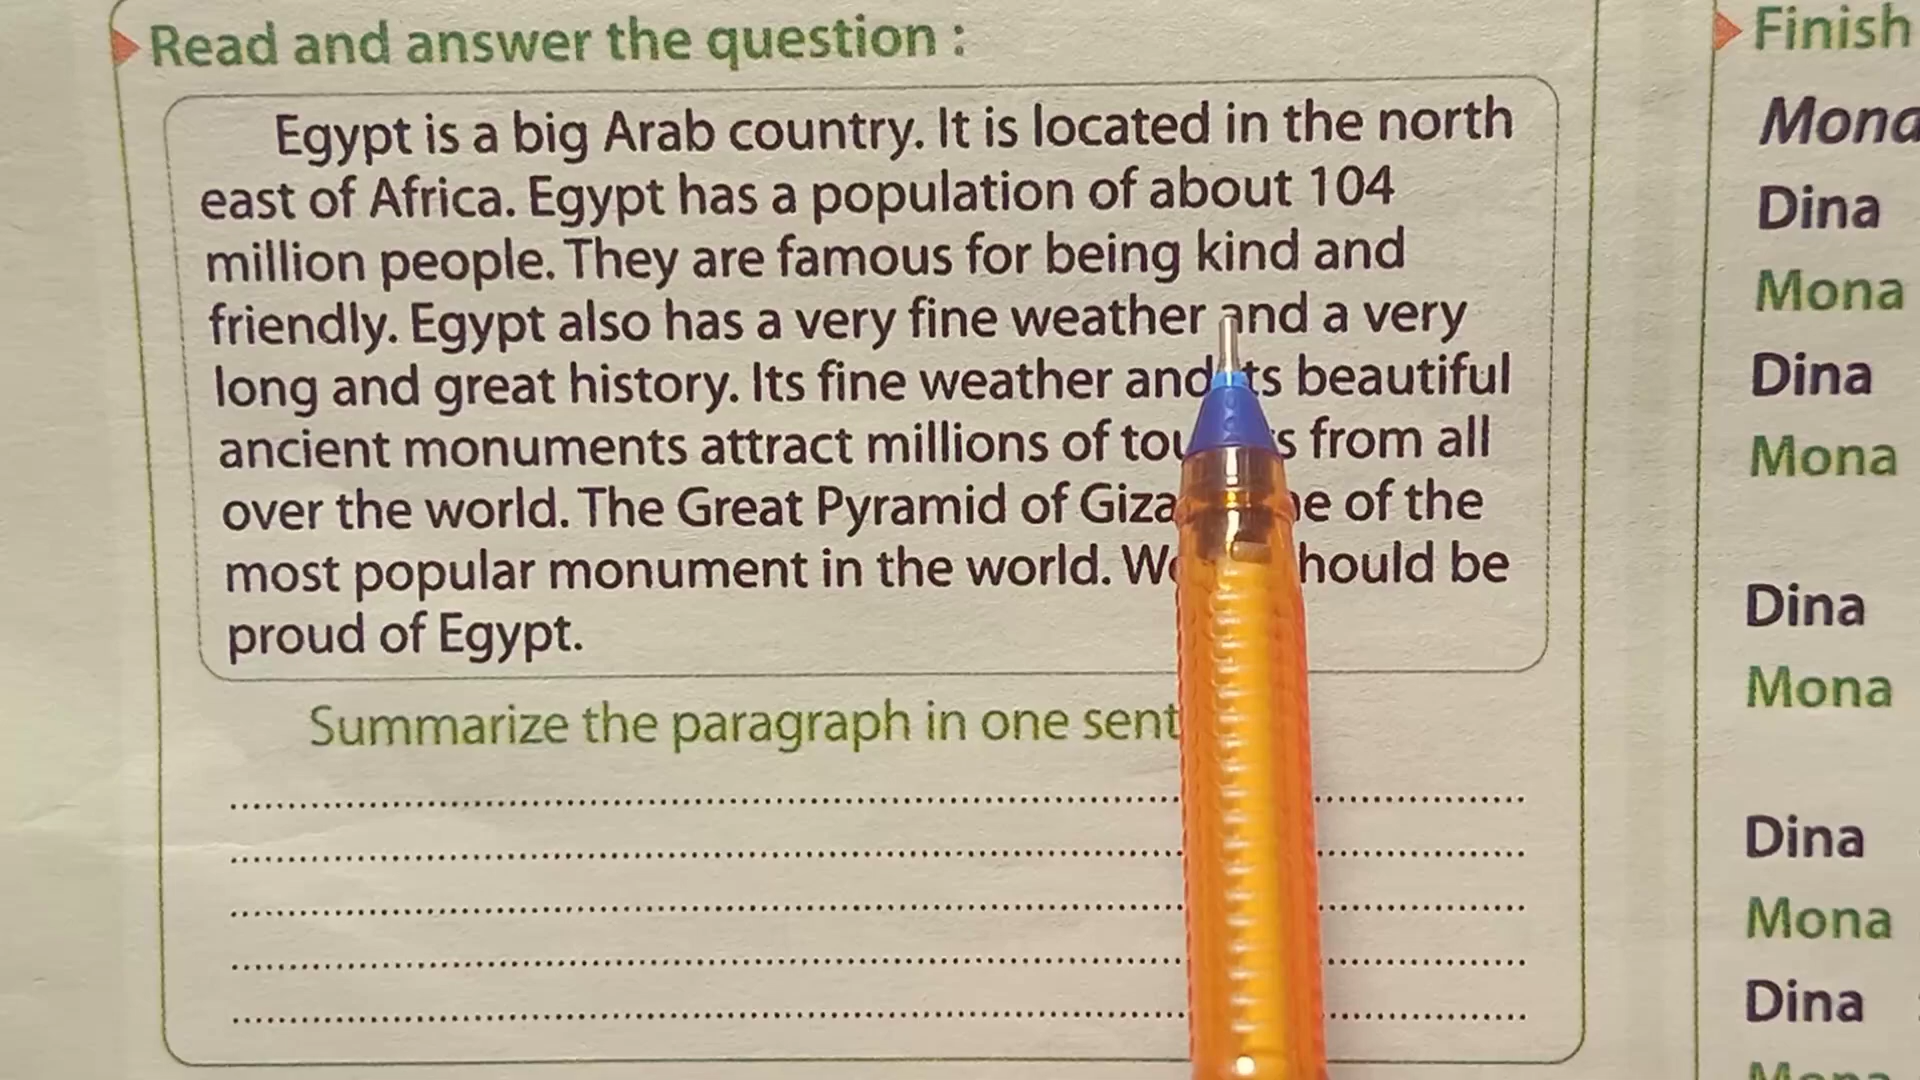 Read and answer the question :
Egypt is a big Arab country. It is located in the north
east of Africa. Egypt has a population of about 104
million people. They are famous for being kind and
friendly. Egypt also has a very fine weather and a very
long and great history. Its fine weather and beautiful
ancient monuments attract millions of from all
over the world. The Great Pyramid of Giza of the
most popular monument in the world. be
proud of Egypt.
Summarize the paragraph in one
Finish
Mona
Dina
Mona
Dina
Mona
Dina
Mona
Dina
Mona
Dina
Mona